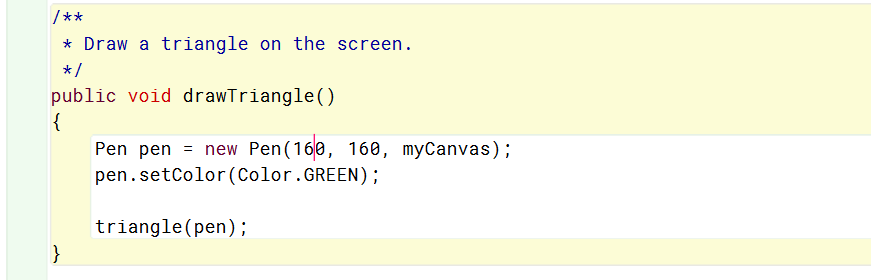 /**
 * Draw a triangle on the screen.
 */
public void drawTriangle()
{
    Pen pen = new Pen(160, 160, myCanvas);
    pen.setColor(Color.GREEN);

    triangle(pen);
}